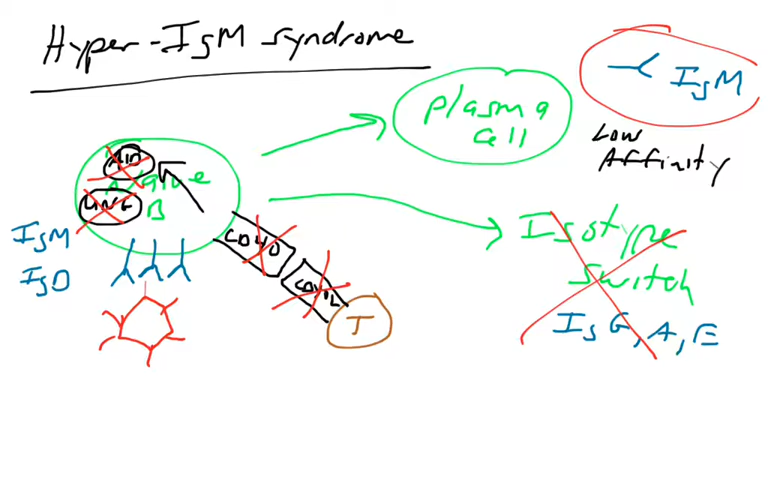 Hyper-IgM syndrome
Plasma
cell
IgM
Low
Affinity
AID
Naive
UNG
B
IgM
IgD
CD40
CD40L
T
Isotype
Switch
IgG, A, E